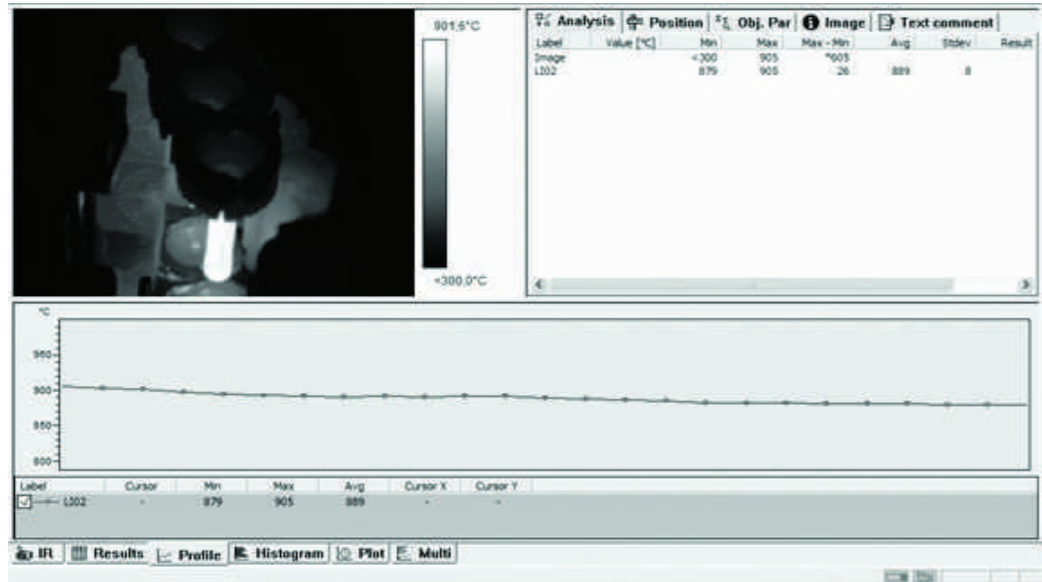 901,6°C
<300,0°C
Analysis Position Obj. Par Image Text comment
Label Value [°C] Min Max Max - Min Avg Stdev Result
Image <300 905 *605
LI02 879 905 26 889 8
°C
950
900
850
800
Label Cursor Min Max Avg Cursor X Cursor Y
LI02 - 879 905 889 - -
IR Results Profile Histogram Plot Multi